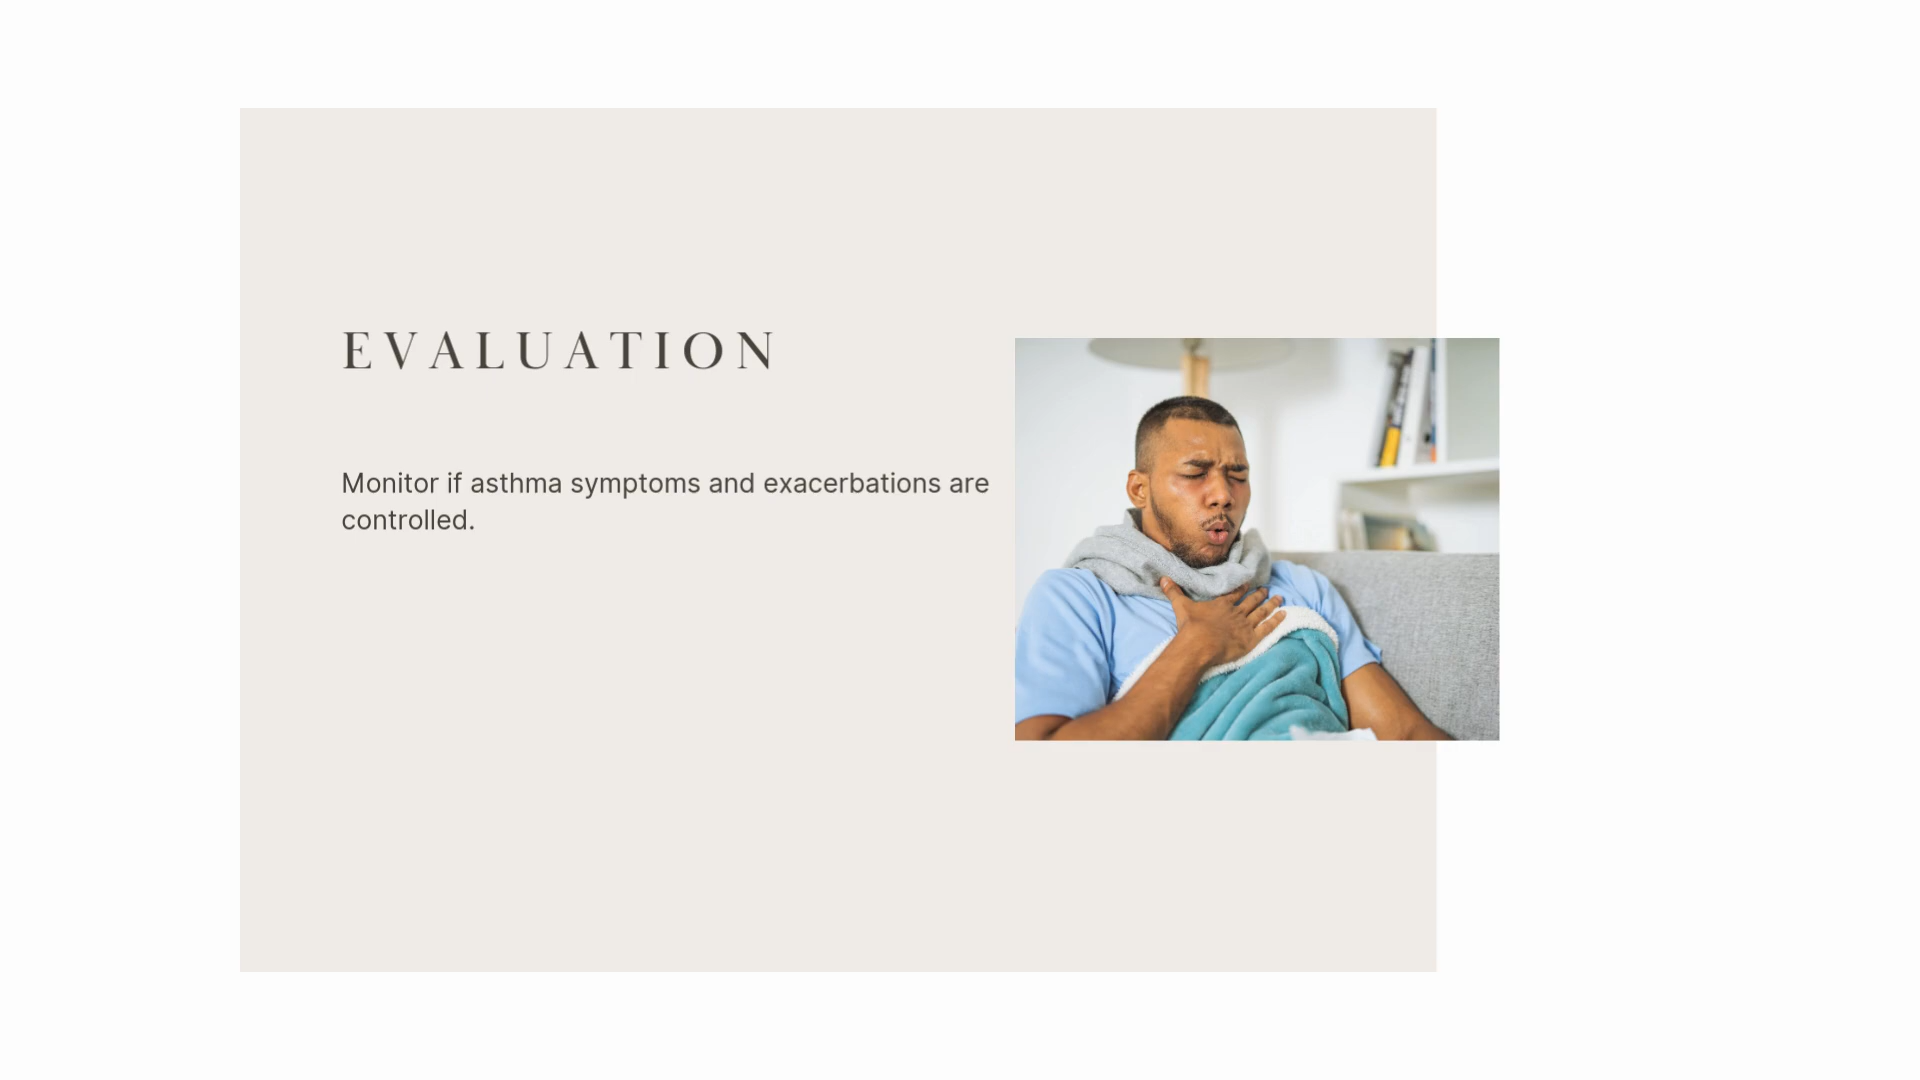 EVALUATION
Monitor if asthma symptoms and exacerbations are
controlled.